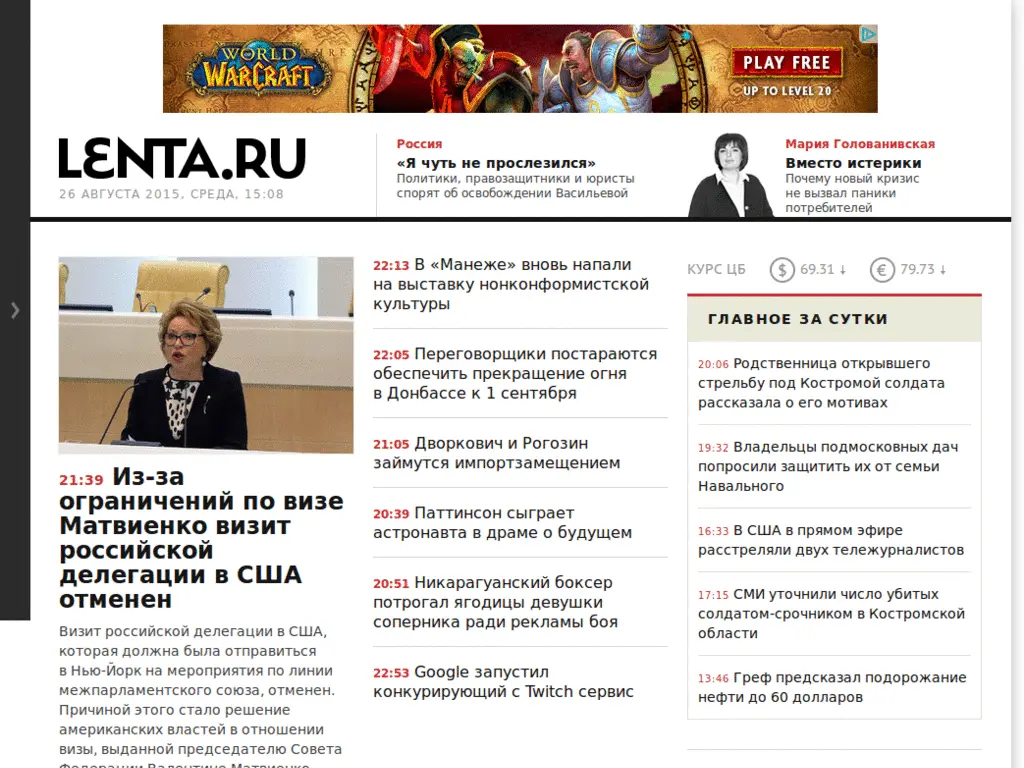 WORLD
OF
WARCRAFT
PLAY FREE
UP TO LEVEL 20
LENTA.RU
26 АВГУСТА 2015, СРЕДА, 15:08
Россия
«Я чуть не прослезился»
Политики, правозащитники и юристы
спорят об освобождении Васильевой
Мария Голованивская
Вместо истерики
Почему новый кризис
не вызвал паники
потребителей
21:39 Из-за
ограничений по визе
Матвиенко визит
российской
делегации в США
отменен
Визит российской делегации в США,
которая должна была отправиться
в Нью-Йорк на мероприятия по линии
межпарламентского союза, отменен.
Причиной этого стало решение
американских властей в отношении
визы, выданной председателю Совета
Федерации Валентине Матвиенко.
22:13 В «Манеже» вновь напали
на выставку нонконформистской
культуры
22:05 Переговорщики постараются
обеспечить прекращение огня
в Донбассе к 1 сентября
21:05 Дворкович и Рогозин
займутся импортзамещением
20:39 Паттинсон сыграет
астронавта в драме о будущем
20:51 Никарагуанский боксер
потрогал ягодицы девушки
соперника ради рекламы боя
22:53 Google запустил
конкурирующий с Twitch сервис
КУРС ЦБ $ 69.31 ↓ € 79.73 ↓
ГЛАВНОЕ ЗА СУТКИ
20:06 Родственница открывшего
стрельбу под Костромой солдата
рассказала о его мотивах
19:32 Владельцы подмосковных дач
попросили защитить их от семьи
Навального
16:33 В США в прямом эфире
расстреляли двух тележурналистов
17:15 СМИ уточнили число убитых
солдатом-срочником в Костромской
области
13:46 Греф предсказал подорожание
нефти до 60 долларов